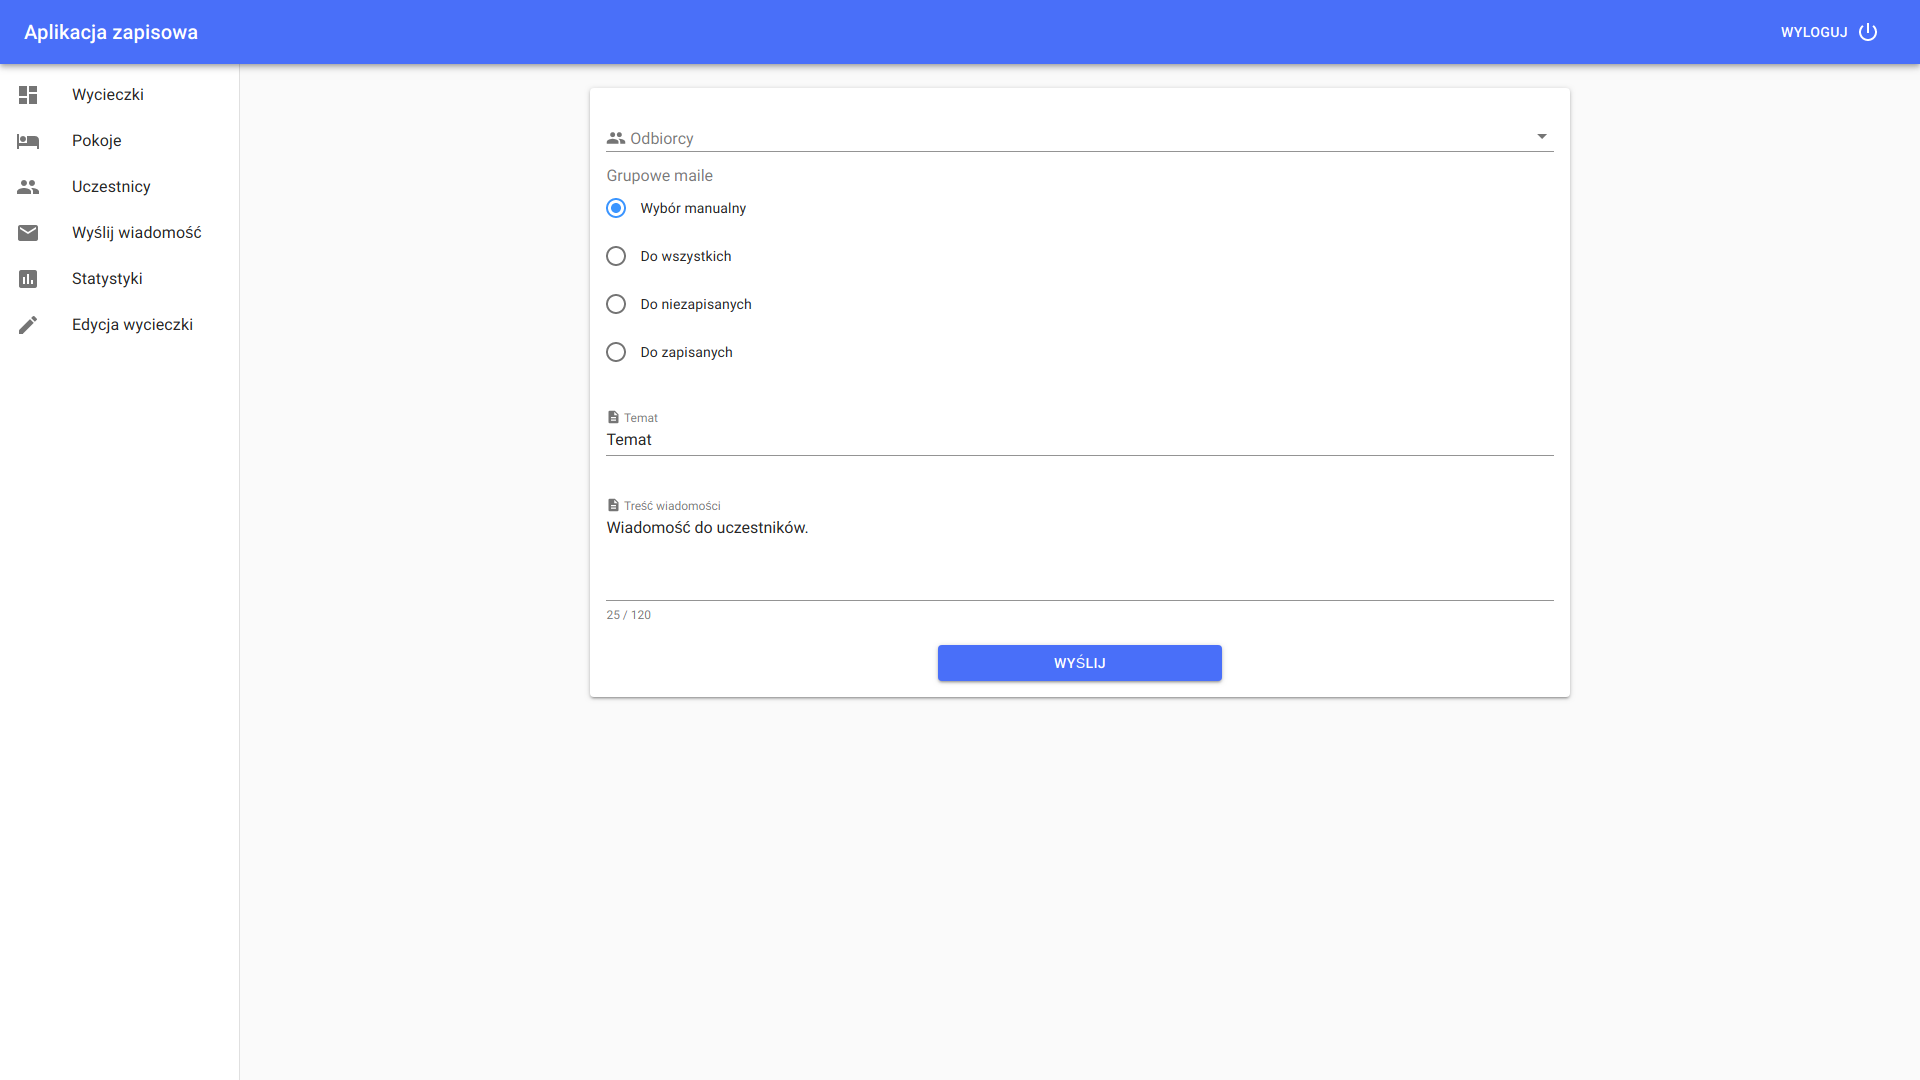 Aplikacja zapisowa
WYLOGUJ
Wycieczki
Pokoje
Uczestnicy
Wyślij wiadomość
Statystyki
Edycja wycieczki
Odbiorcy
Grupowe maile
Wybór manualny
Do wszystkich
Do niezapisanych
Do zapisanych
Temat
Temat
Treść wiadomości
Wiadomość do uczestników.
25 / 120
WYŚLIJ